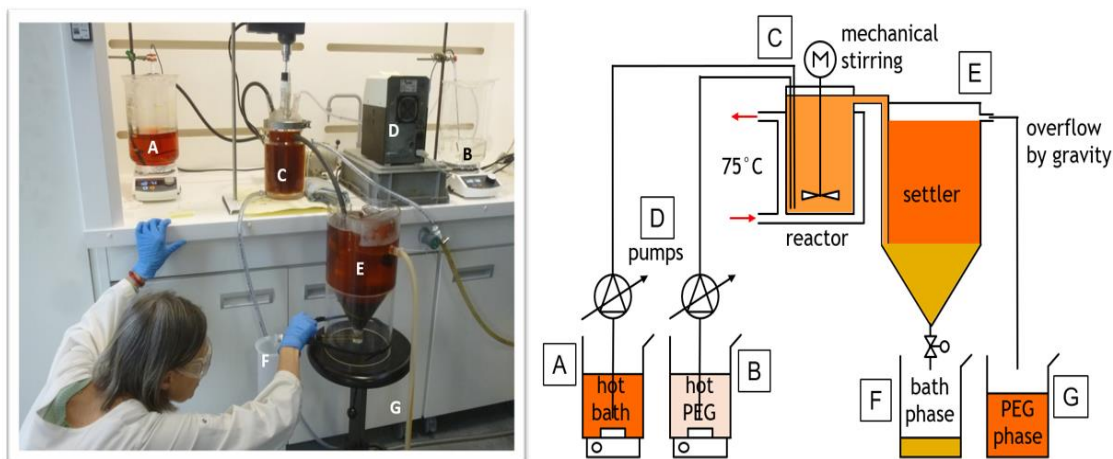 A
B
C
D
E
F
G
C
mechanical
stirring
M
E
overflow
by gravity
75°C
settler
D
reactor
pumps
A
hot
bath
hot
PEG
B
F
bath
phase
PEG
phase
G